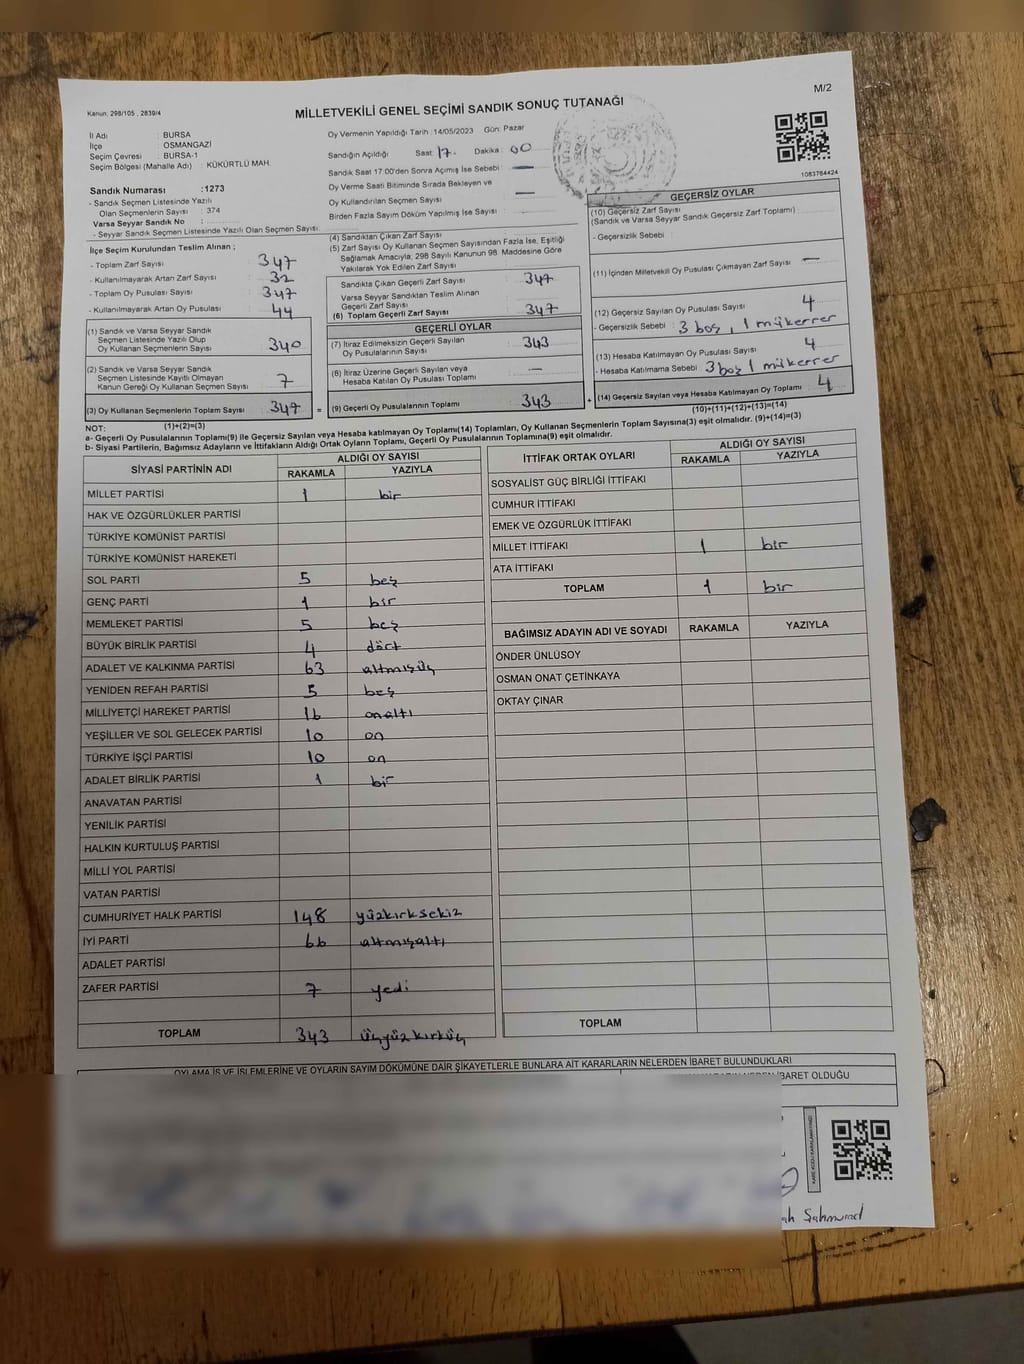 M/2
Kanun; 298/105 , 2839/4
MİLLETVEKİLİ GENEL SEÇİMİ SANDIK SONUÇ TUTANAĞI
İl Adı : BURSA
İlçe : OSMANGAZİ
Seçim Çevresi : BURSA-1
Seçim Bölgesi (Mahalle Adı) : KÜKÜRTLÜ MAH.
Sandık Numarası :1273
- Sandık Seçmen Listesinde Yazılı
Olan Seçmenlerin Sayısı : 374
Varsa Seyyar Sandık No :
- Seyyar Sandık Seçmen Listesinde Yazılı Olan Seçmen Sayısı:
Oy Vermenin Yapıldığı Tarih :14/05/2023 Gün: Pazar
Sandığın Açıldığı Saat: 17 Dakika: 00
Sandık Saat 17.00'den Sonra Açımış İse Sebebi : —
Oy Verme Saati Bitiminde Sırada Bekleyen ve
Oy Kullandırılan Seçmen Sayısı : —
Birden Fazla Sayım Döküm Yapılmış İse Sayısı :
1083764424
İlçe Seçim Kurulundan Teslim Alınan ;
- Toplam Zarf Sayısı : 347
- Kullanılmayarak Artan Zarf Sayısı : 32
- Toplam Oy Pusulası Sayısı : 347
- Kullanılmayarak Artan Oy Pusulası : 44
(1) Sandık ve Varsa Seyyar Sandık
Seçmen Listesinde Yazılı Olup
Oy Kullanan Seçmenlerin Sayısı : 340
(2) Sandık ve Varsa Seyyar Sandık
Seçmen Listesinde Kayıtlı Olmayan
Kanun Gereği Oy Kullanan Seçmen Sayısı : 7
(3) Oy Kullanan Seçmenlerin Toplam Sayısı : 347 =
(1)+(2)=(3)
(4) Sandıktan Çıkan Zarf Sayısı
(5) Zarf Sayısı Oy Kullanan Seçmen Sayısından Fazla İse, Eşitliği
Sağlamak Amacıyla, 298 Sayılı Kanunun 98. Maddesine Göre
Yakılarak Yok Edilen Zarf Sayısı :
Sandıkta Çıkan Geçerli Zarf Sayısı : 347
Varsa Seyyar Sandıktan Teslim Alınan
Geçerli Zarf Sayısı :
(6) Toplam Geçerli Zarf Sayısı : 347
GEÇERLİ OYLAR
(7) İtiraz Edilmeksizin Geçerli Sayılan
Oy Pusulalarının Sayısı : 343
(8) İtiraz Üzerine Geçerli Sayılan veya
Hesaba Katılan Oy Pusulası Toplamı : —
(9) Geçerli Oy Pusulalarının Toplamı : 343 +
GEÇERSİZ OYLAR
(10) Geçersiz Zarf Sayısı
(Sandık ve Varsa Seyyar Sandık Geçersiz Zarf Toplamı) :
- Geçersizlik Sebebi :
(11) İçinden Milletvekili Oy Pusulası Çıkmayan Zarf Sayısı : —
(12) Geçersiz Sayılan Oy Pusulası Sayısı : 4
- Geçersizlik Sebebi : 3 boş, 1 mükerrer
(13) Hesaba Katılmayan Oy Pusulası Sayısı : 4
- Hesaba Katılmama Sebebi : 3 boş 1 mükerrer
(14) Geçersiz Sayılan veya Hesaba Katılmayan Oy Toplamı : 4
(10)+(11)+(12)+(13)=(14)
NOT:
a- Geçerli Oy Pusulalarının Toplamı(9) ile Geçersiz Sayılan veya Hesaba katılmayan Oy Toplamı(14) Toplamları, Oy Kullanan Seçmenlerin Toplam Sayısına(3) eşit olmalıdır. (9)+(14)=(3)
b- Siyasi Partilerin, Bağımsız Adayların ve İttifakların Aldığı Ortak Oyların Toplamı, Geçerli Oy Pusulalarının Toplamına(9) eşit olmalıdır.
SİYASİ PARTİNİN ADI ALDIĞI OY SAYISI
RAKAMLA YAZIYLA
MİLLET PARTİSİ 1 bir
HAK VE ÖZGÜRLÜKLER PARTİSİ
TÜRKİYE KOMÜNİST PARTİSİ
TÜRKİYE KOMÜNİST HAREKETİ
SOL PARTİ 5 beş
GENÇ PARTİ 1 bir
MEMLEKET PARTİSİ 5 beş
BÜYÜK BİRLİK PARTİSİ 4 dört
ADALET VE KALKINMA PARTİSİ 63 altmışüç
YENİDEN REFAH PARTİSİ 5 beş
MİLLİYETÇİ HAREKET PARTİSİ 16 onaltı
YEŞİLLER VE SOL GELECEK PARTİSİ 10 on
TÜRKİYE İŞÇİ PARTİSİ 10 on
ADALET BİRLİK PARTİSİ 1 bir
ANAVATAN PARTİSİ
YENİLİK PARTİSİ
HALKIN KURTULUŞ PARTİSİ
MİLLİ YOL PARTİSİ
VATAN PARTİSİ
CUMHURİYET HALK PARTİSİ 148 yüzkırksekiz
İYİ PARTİ 66 altmışaltı
ADALET PARTİSİ
ZAFER PARTİSİ 7 yedi
TOPLAM 343 üçyüzkırküç
İTTİFAK ORTAK OYLARI ALDIĞI OY SAYISI
RAKAMLA YAZIYLA
SOSYALİST GÜÇ BİRLİĞİ İTTİFAKI
CUMHUR İTTİFAKI
EMEK VE ÖZGÜRLÜK İTTİFAKI
MİLLET İTTİFAKI 1 bir
ATA İTTİFAKI
TOPLAM 1 bir
BAĞIMSIZ ADAYIN ADI VE SOYADI RAKAMLA YAZIYLA
ÖNDER ÜNLÜSOY
OSMAN ONAT ÇETİNKAYA
OKTAY ÇINAR
TOPLAM
OYLAMA İŞ VE İŞLEMLERİNE VE OYLARIN SAYIM DÖKÜMÜNE DAİR ŞİKAYETLERLE BUNLARA AİT KARARLARIN NELERDEN İBARET BULUNDUKLARI
İBARET OLDUĞU